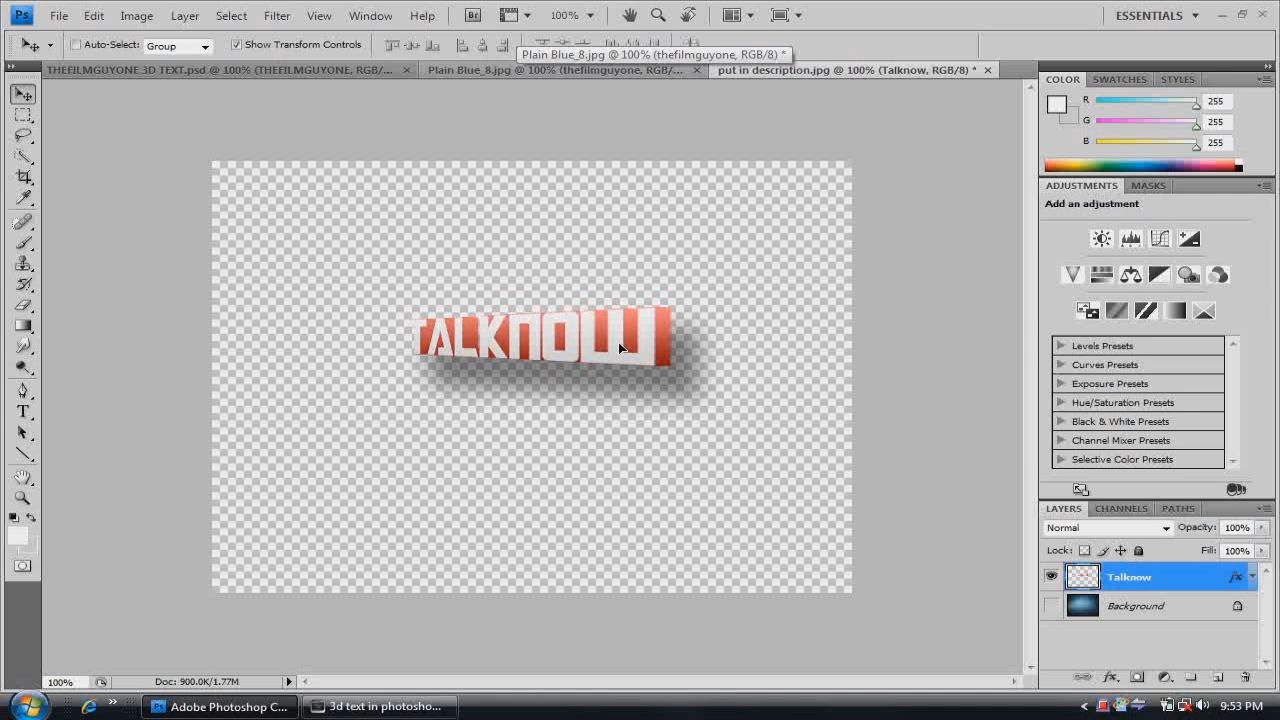 Ps File Edit Image Layer Select Filter View Window Help Br 100% ESSENTIALS
Auto-Select: Group Show Transform Controls
Plain Blue_8.jpg @ 100% (thefilmguyone, RGB/8) *
THEFILMGUYONE 3D TEXT.psd @ 100% (THEFILMGUYONE, RGB/... Plain Blue_8.jpg @ 100% (thefilmguyone, RGB/... put in description.jpg @ 100% (Talknow, RGB/8) *
COLOR SWATCHES STYLES
R 255
G 255
B 255
ADJUSTMENTS MASKS
Add an adjustment
TALKNOW
Levels Presets
Curves Presets
Exposure Presets
Hue/Saturation Presets
Black & White Presets
Channel Mixer Presets
Selective Color Presets
LAYERS CHANNELS PATHS
Normal Opacity: 100%
Lock: Fill: 100%
Talknow fx
Background
fx
100% Doc: 900.0K/1.77M
Ps Adobe Photoshop C... 3d text in photosho... 9:53 PM